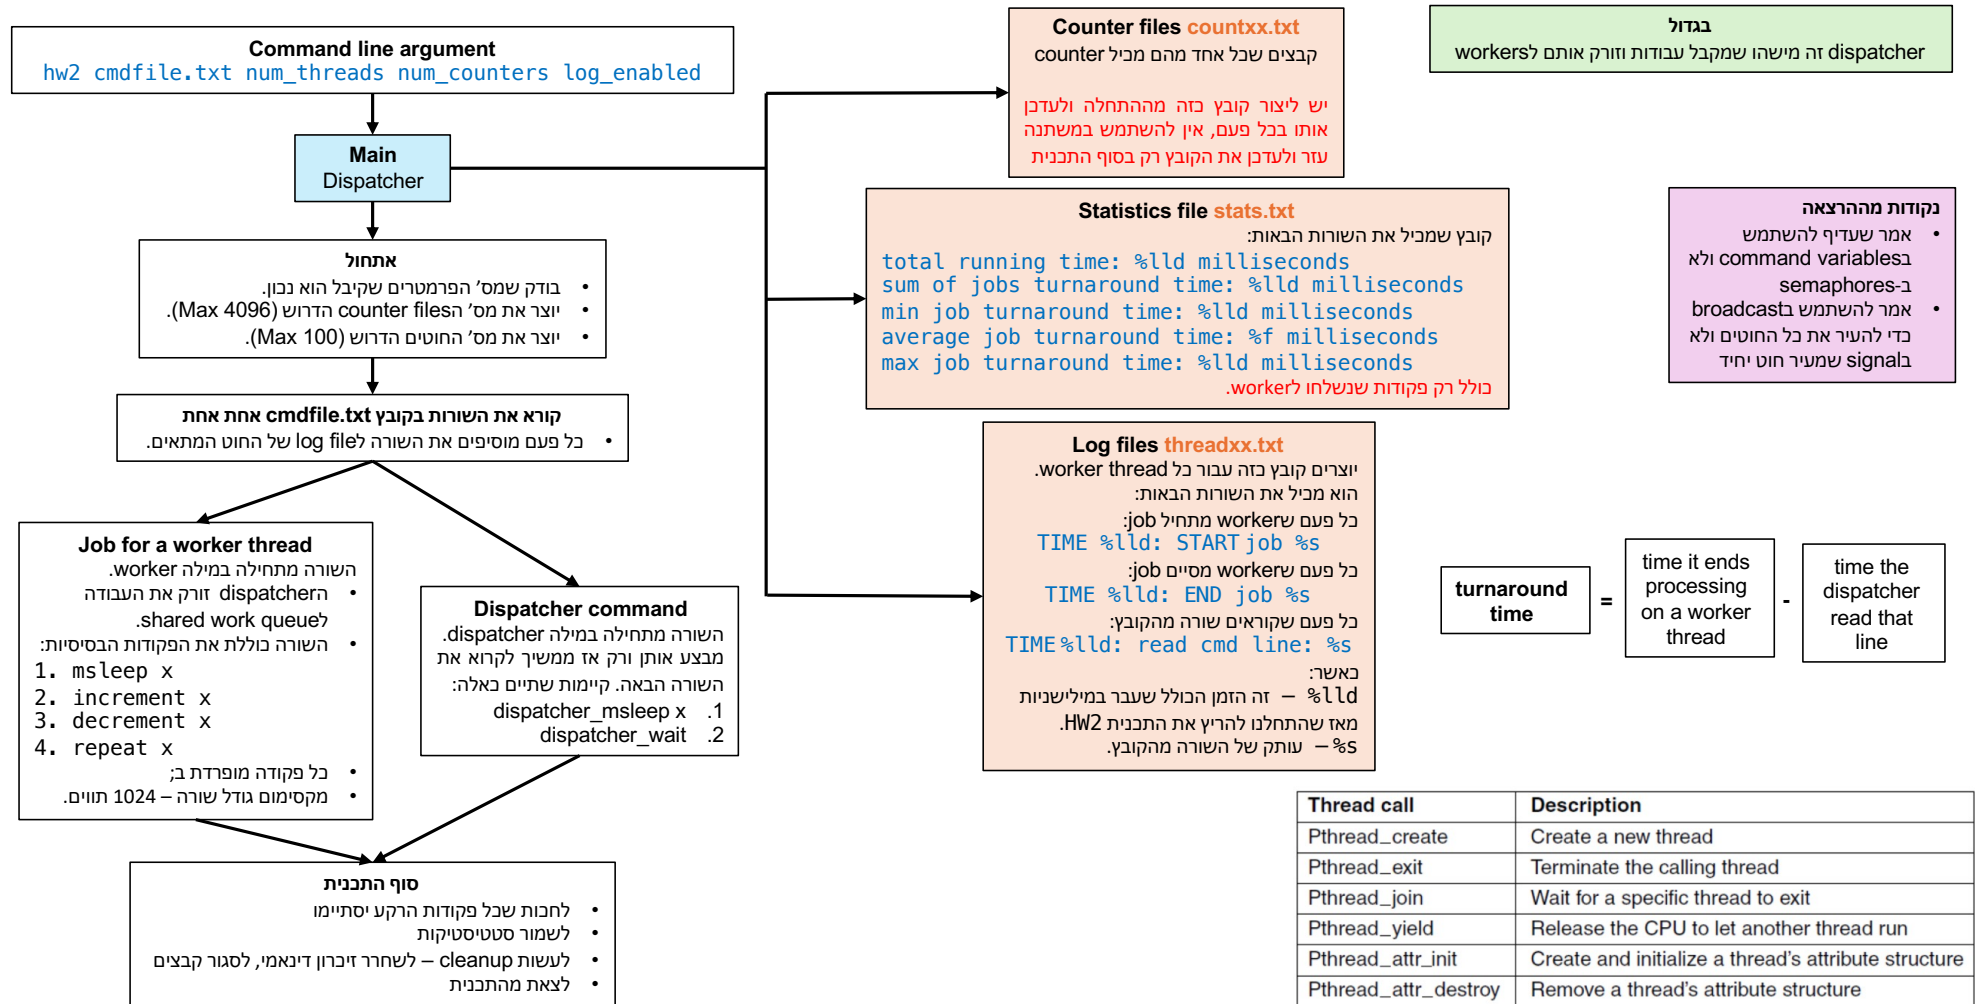 Command line argument
hw2 cmdfile.txt num_threads num_counters log_enabled
Main
Dispatcher
אתחול
• בודק שמס' הפרמטרים שקיבל הוא נכון.
• יוצר את מס' הcounter files הדרוש (Max 4096).
• יוצר את מס' החוטים הדרוש (Max 100).
קורא את השורות בקובץ cmdfile.txt אחת אחת
• כל פעם מוסיפים את השורה לlog file של החוט המתאים.
Job for a worker thread
השורה מתחילה במילה worker.
• הdispatcher זורק את העבודה
לshared work queue.
• השורה כוללת את הפקודות הבסיסיות:
1. msleep x
2. increment x
3. decrement x
4. repeat x
• כל פקודה מופרדת ב;
• מקסימום גודל שורה – 1024 תווים.
Dispatcher command
השורה מתחילה במילה dispatcher.
מבצע אותן ורק אז ממשיך לקרוא את
השורה הבאה. קיימות שתיים כאלה:
1. dispatcher_msleep x
2. dispatcher_wait
סוף התכנית
• לחכות שכל פקודות הרקע יסתיימו
• לשמור סטטיסטיקות
• לעשות cleanup – לשחרר זיכרון דינאמי, לסגור קבצים
• לצאת מהתכנית
Counter files countxx.txt
קבצים שכל אחד מהם מכיל counter
יש ליצור קובץ כזה מההתחלה ולעדכן
אותו בכל פעם, אין להשתמש במשתנה
עזר ולעדכן את הקובץ רק בסוף התכנית
Statistics file stats.txt
קובץ שמכיל את השורות הבאות:
total running time: %lld milliseconds
sum of jobs turnaround time: %lld milliseconds
min job turnaround time: %lld milliseconds
average job turnaround time: %f milliseconds
max job turnaround time: %lld milliseconds
כולל רק פקודות שנשלחו לworker.
Log files threadxx.txt
יוצרים קובץ כזה עבור כל worker thread.
הוא מכיל את השורות הבאות:
כל פעם שworker מתחיל job:
TIME %lld: START job %s
כל פעם שworker מסיים job:
TIME %lld: END job %s
כל פעם שקוראים שורה מהקובץ:
TIME %lld: read cmd line: %s
כאשר:
%lld – זה הזמן הכולל שעבר במילישניות
מאז שהתחלנו להריץ את התכנית HW2.
%s – עותק של השורה מהקובץ.
בגדול
dispatcher זה מישהו שמקבל עבודות וזורק אותם לworkers
נקודות מההרצאה
• אמר שעדיף להשתמש
בcommand variables ולא
ב-semaphores
• אמר להשתמש בbroadcast
כדי להעיר את כל החוטים ולא
בsignal שמעיר חוט יחיד
turnaround
time
=
time it ends
processing
on a worker
thread
-
time the
dispatcher
read that
line
Thread call Description
Pthread_create Create a new thread
Pthread_exit Terminate the calling thread
Pthread_join Wait for a specific thread to exit
Pthread_yield Release the CPU to let another thread run
Pthread_attr_init Create and initialize a thread's attribute structure
Pthread_attr_destroy Remove a thread's attribute structure